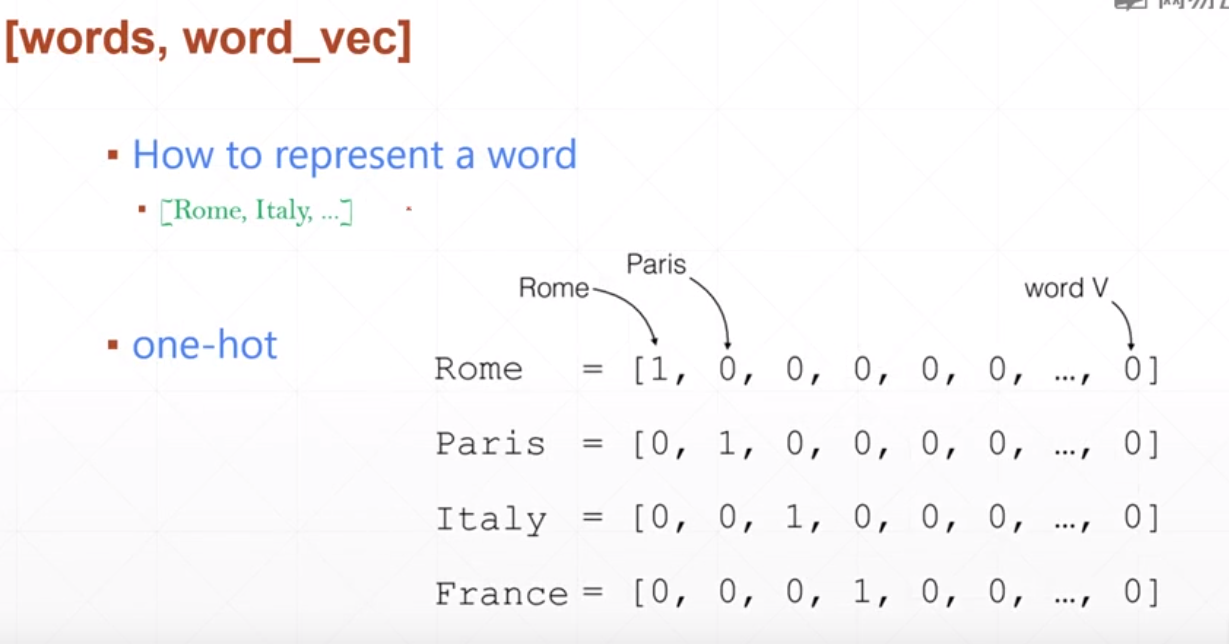 [words, word_vec]
▪ How to represent a word
▪ [Rome, Italy, ...]
Paris
Rome
word V
▪ one-hot
Rome = [1, 0, 0, 0, 0, 0, …, 0]
Paris = [0, 1, 0, 0, 0, 0, …, 0]
Italy = [0, 0, 1, 0, 0, 0, …, 0]
France = [0, 0, 0, 1, 0, 0, …, 0]